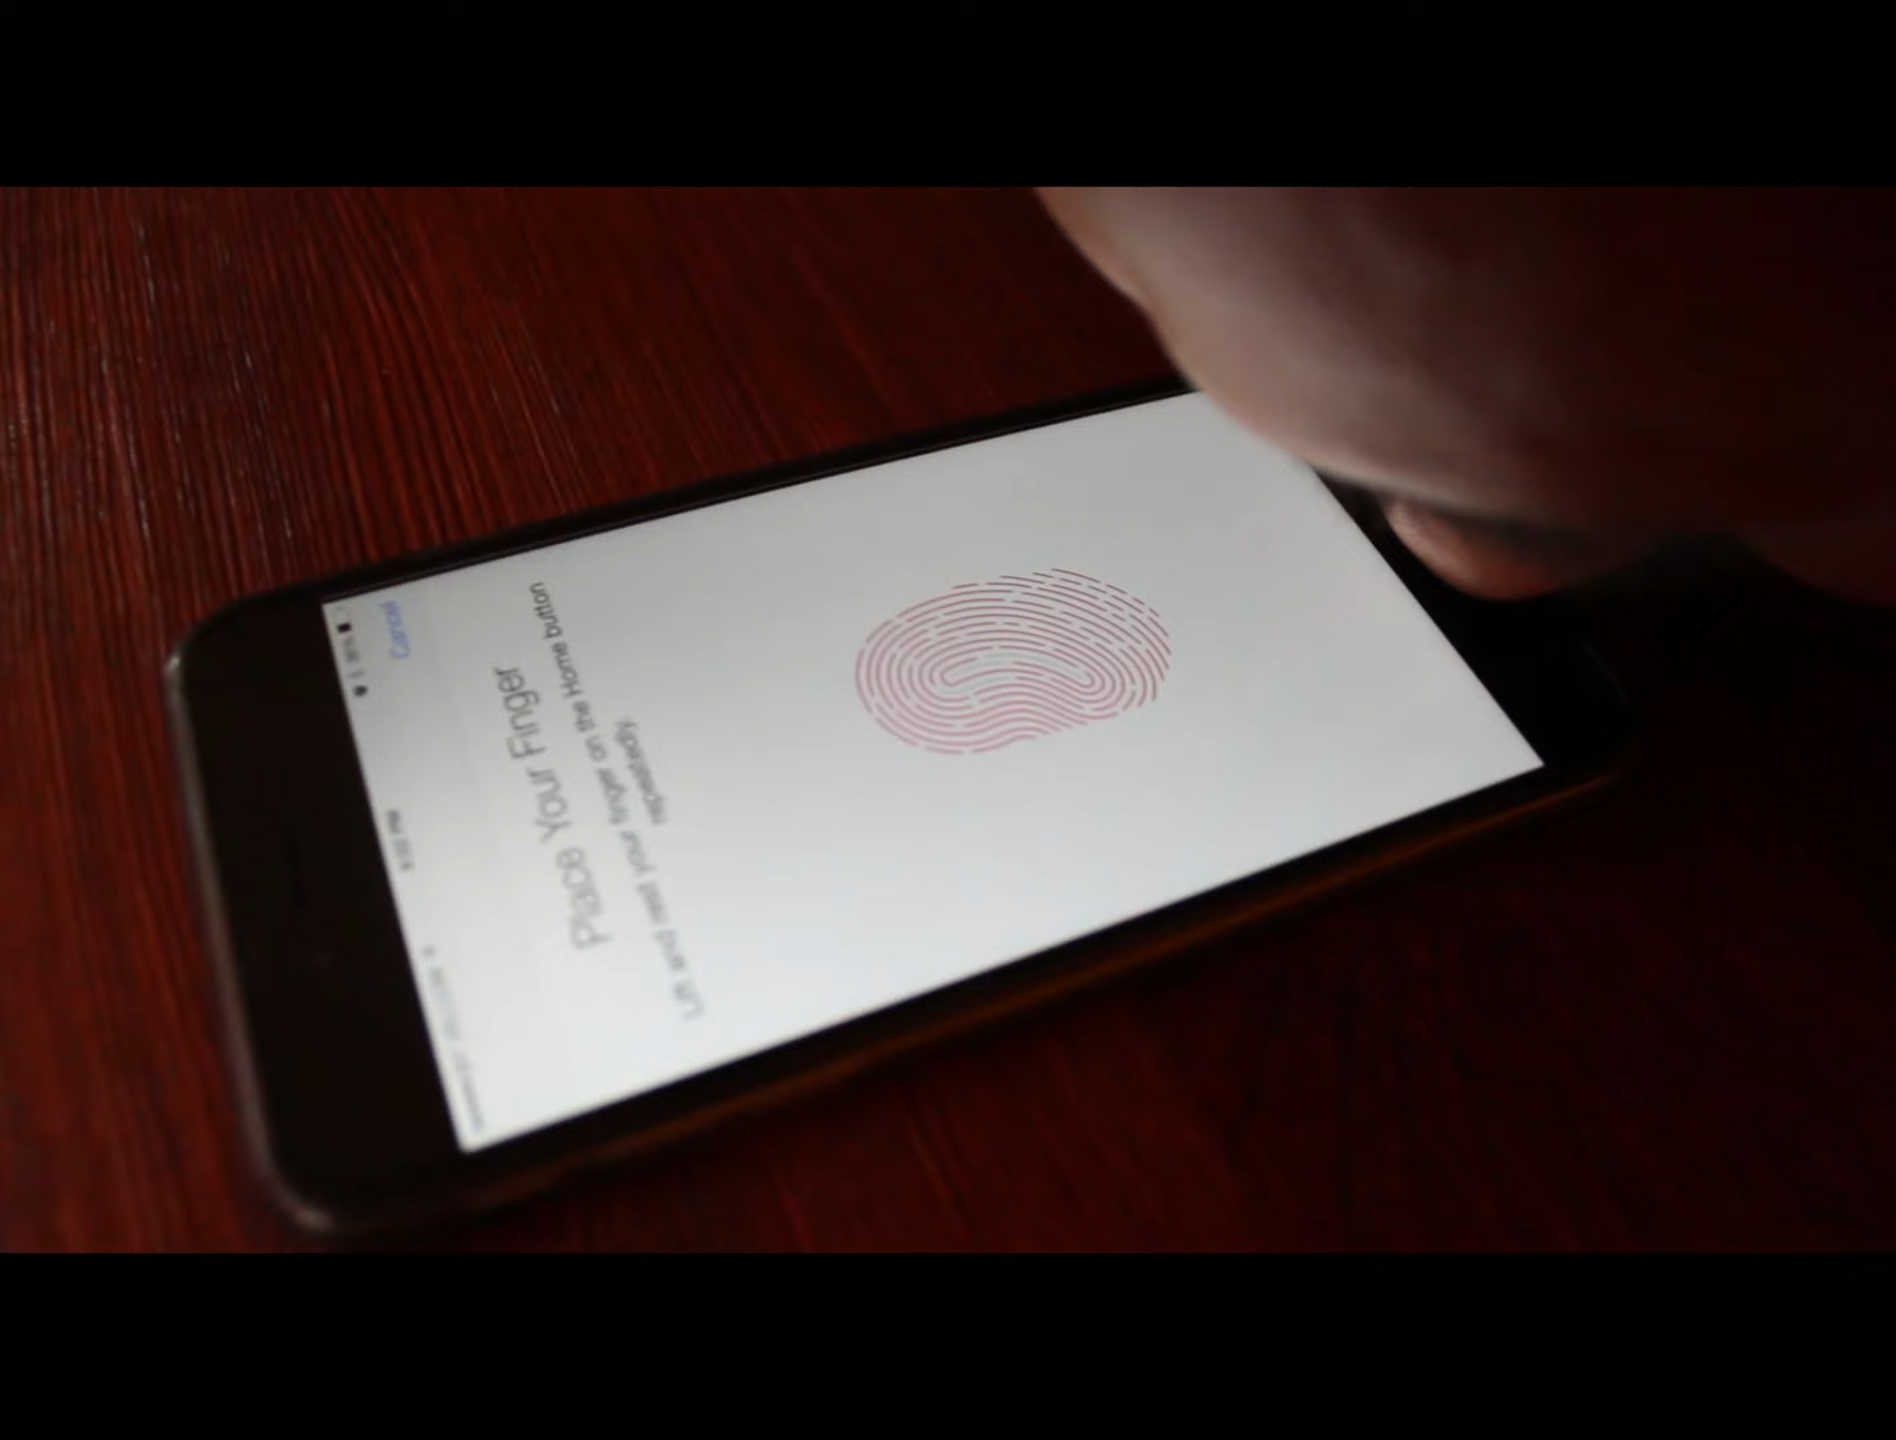 Cancel
Place Your Finger
Lift and rest your finger on the Home button
repeatedly.